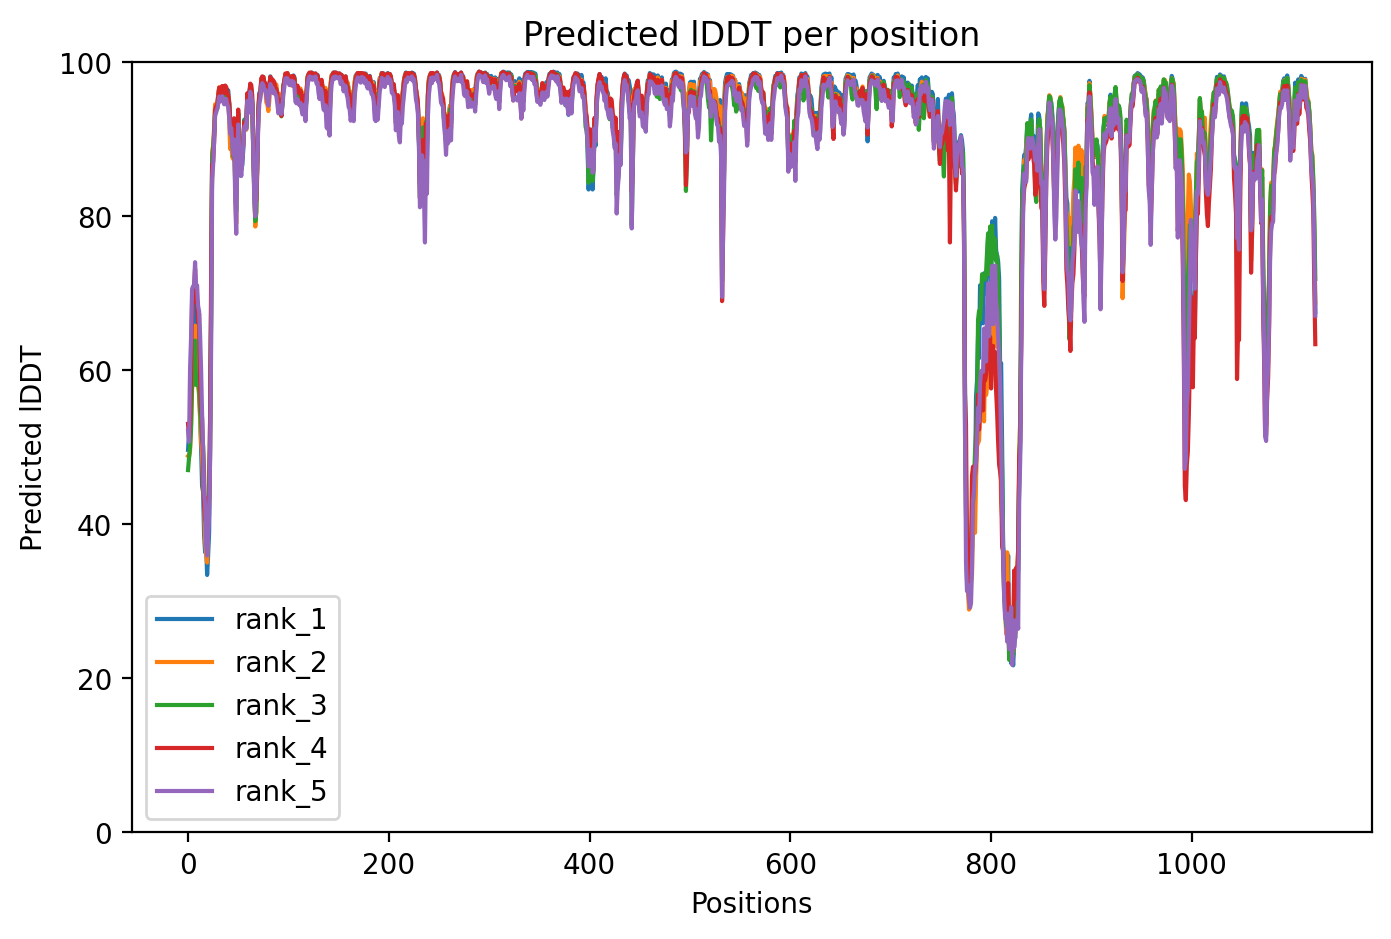 Predicted lDDT per position
100
80
60
40
20
0
Predicted lDDT
rank_1
rank_2
rank_3
rank_4
rank_5
0 200 400 600 800 1000
Positions